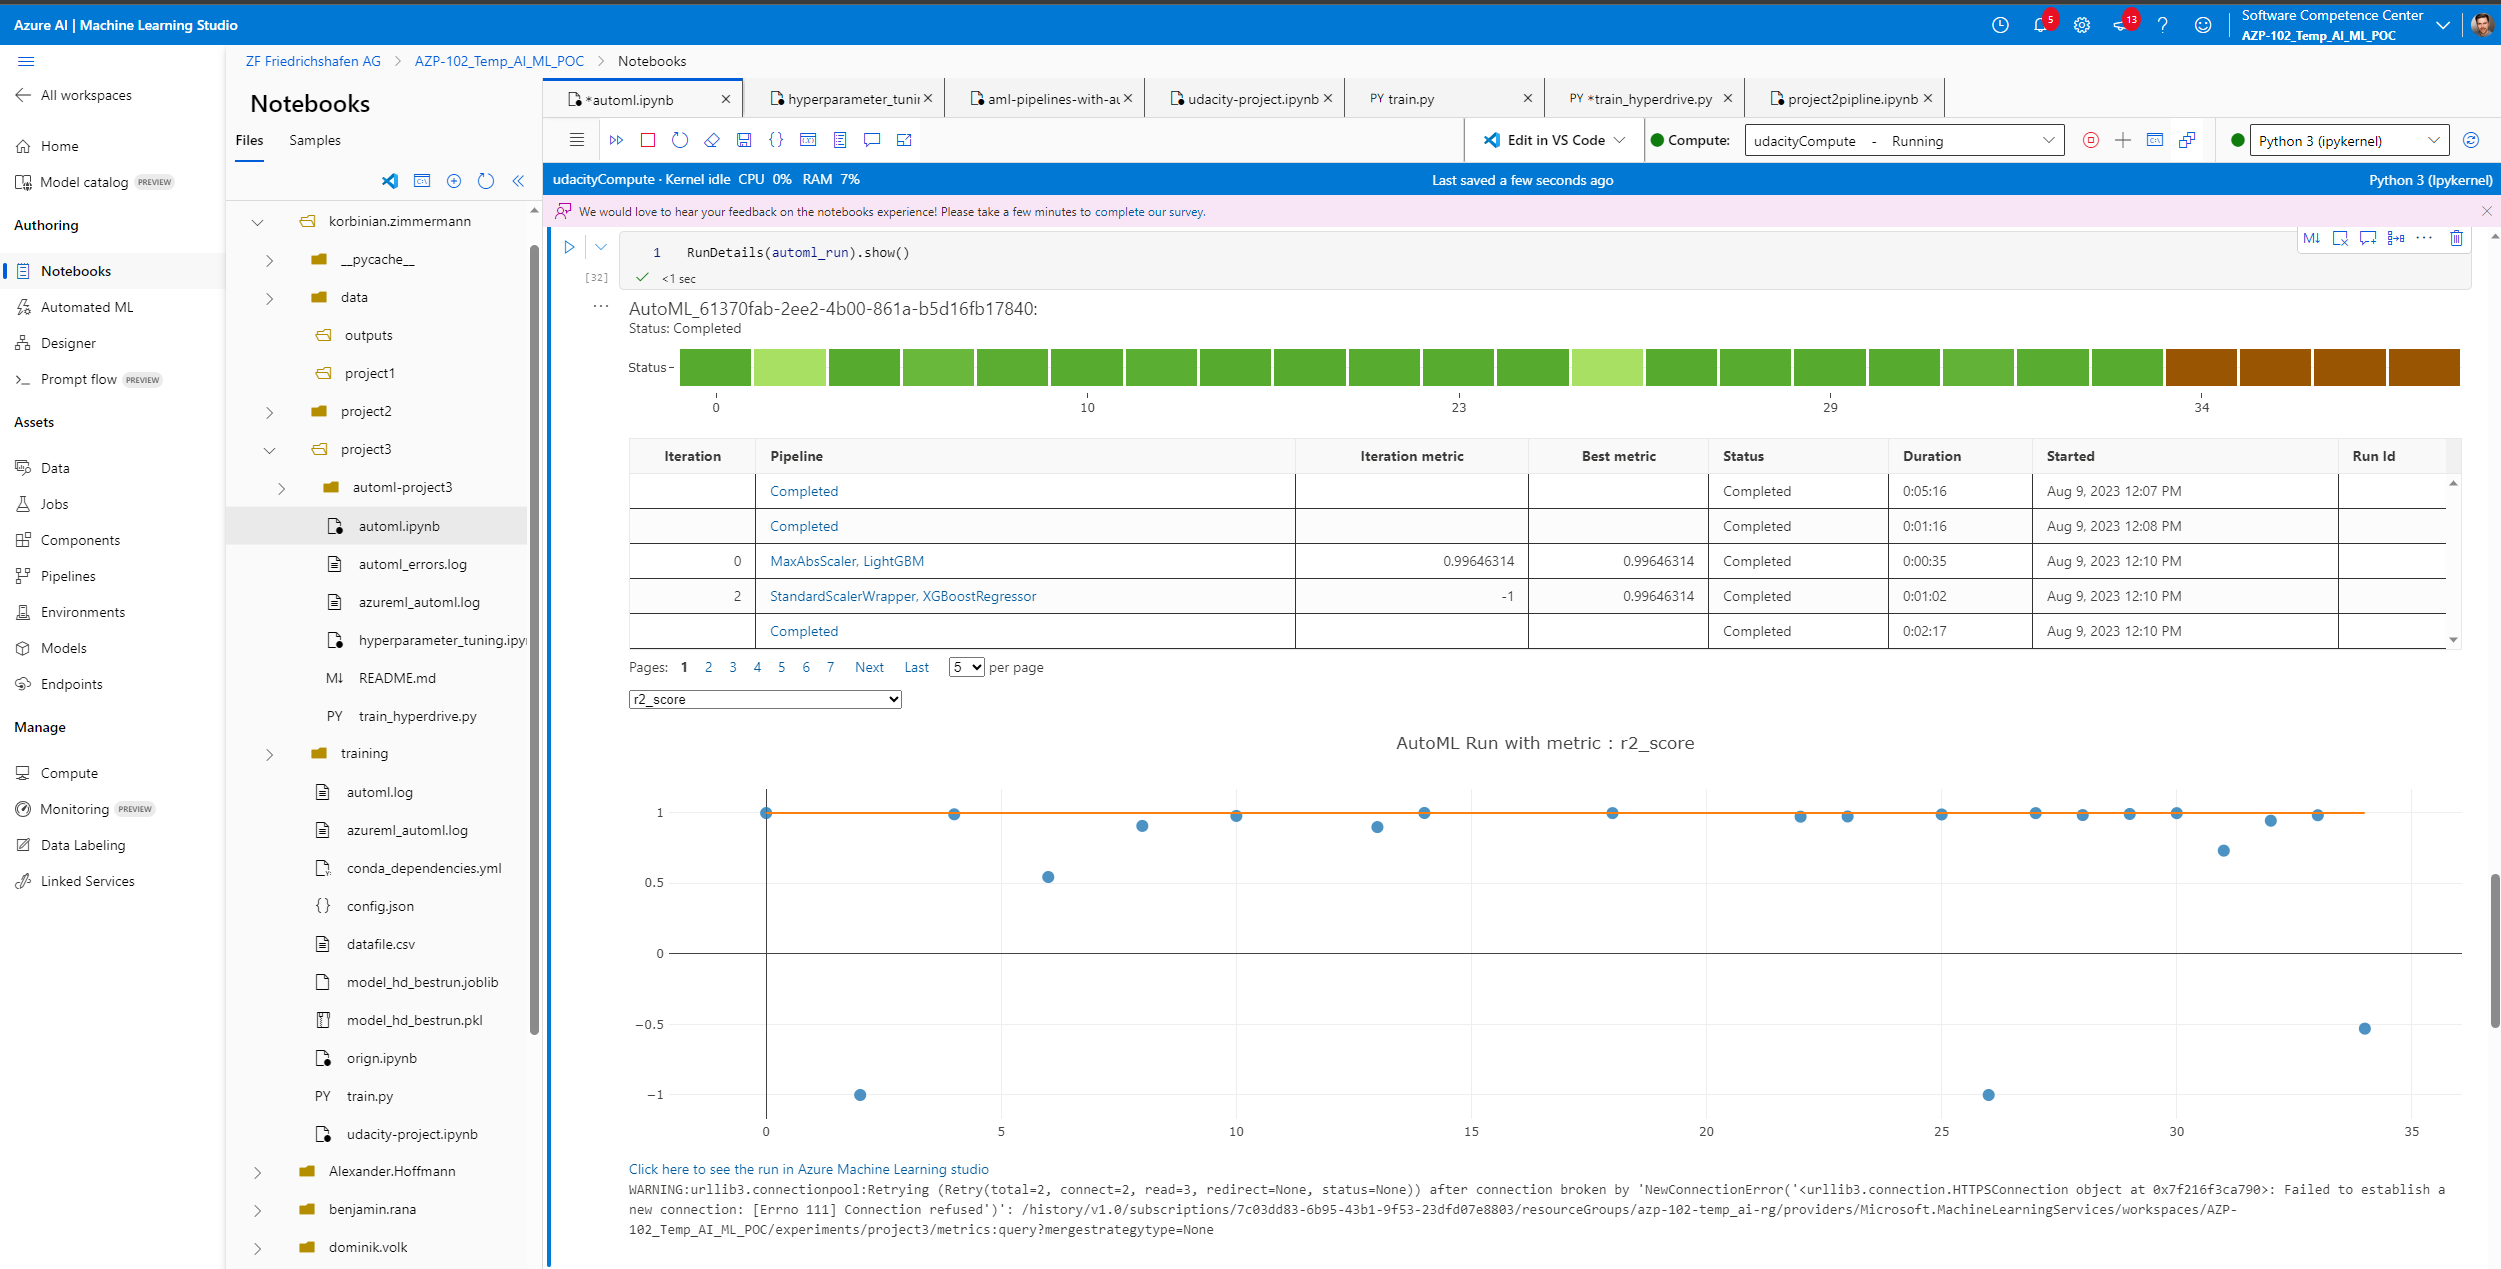 Azure AI | Machine Learning Studio
5
13
Software Competence Center
AZP-102_Temp_AI_ML_POC
ZF Friedrichshafen AG > AZP-102_Temp_AI_ML_POC > Notebooks
All workspaces
Home
Model catalog PREVIEW
Authoring
Notebooks
Automated ML
Designer
Prompt flow PREVIEW
Assets
Data
Jobs
Components
Pipelines
Environments
Models
Endpoints
Manage
Compute
Monitoring PREVIEW
Data Labeling
Linked Services
Notebooks
Files Samples
korbinian.zimmermann
__pycache__
data
outputs
project1
project2
project3
automl-project3
automl.ipynb
automl_errors.log
azureml_automl.log
hyperparameter_tuning.ipyn
M↓ README.md
PY train_hyperdrive.py
training
automl.log
azureml_automl.log
conda_dependencies.yml
{} config.json
datafile.csv
model_hd_bestrun.joblib
model_hd_bestrun.pkl
orign.ipynb
PY train.py
udacity-project.ipynb
Alexander.Hoffmann
benjamin.rana
dominik.volk
*automl.ipynb
hyperparameter_tunin
aml-pipelines-with-au
udacity-project.ipynb
PY train.py
PY *train_hyperdrive.py
project2pipline.ipynb
Edit in VS Code
Compute: udacityCompute - Running
Python 3 (ipykernel)
udacityCompute · Kernel idle CPU 0% RAM 7%
Last saved a few seconds ago
Python 3 (Ipykernel)
We would love to hear your feedback on the notebooks experience! Please take a few minutes to complete our survey.
1 RunDetails(automl_run).show()
M↓
[32] <1 sec
AutoML_61370fab-2ee2-4b00-861a-b5d16fb17840:
Status: Completed
Status
0 10 23 29 34
Iteration Pipeline Iteration metric Best metric Status Duration Started Run Id
Completed Completed 0:05:16 Aug 9, 2023 12:07 PM
Completed Completed 0:01:16 Aug 9, 2023 12:08 PM
0 MaxAbsScaler, LightGBM 0.99646314 0.99646314 Completed 0:00:35 Aug 9, 2023 12:10 PM
2 StandardScalerWrapper, XGBoostRegressor -1 0.99646314 Completed 0:01:02 Aug 9, 2023 12:10 PM
Completed Completed 0:02:17 Aug 9, 2023 12:10 PM
Pages: 1 2 3 4 5 6 7 Next Last 5 per page
r2_score
AutoML Run with metric : r2_score
1
0.5
0
−0.5
−1
0 5 10 15 20 25 30 35
Click here to see the run in Azure Machine Learning studio
WARNING:urllib3.connectionpool:Retrying (Retry(total=2, connect=2, read=3, redirect=None, status=None)) after connection broken by 'NewConnectionError('<urllib3.connection.HTTPSConnection object at 0x7f216f3ca790>: Failed to establish a
new connection: [Errno 111] Connection refused')': /history/v1.0/subscriptions/7c03dd83-6b95-43b1-9f53-23dfd07e8803/resourceGroups/azp-102-temp_ai-rg/providers/Microsoft.MachineLearningServices/workspaces/AZP-
102_Temp_AI_ML_POC/experiments/project3/metrics:query?mergestrategytype=None